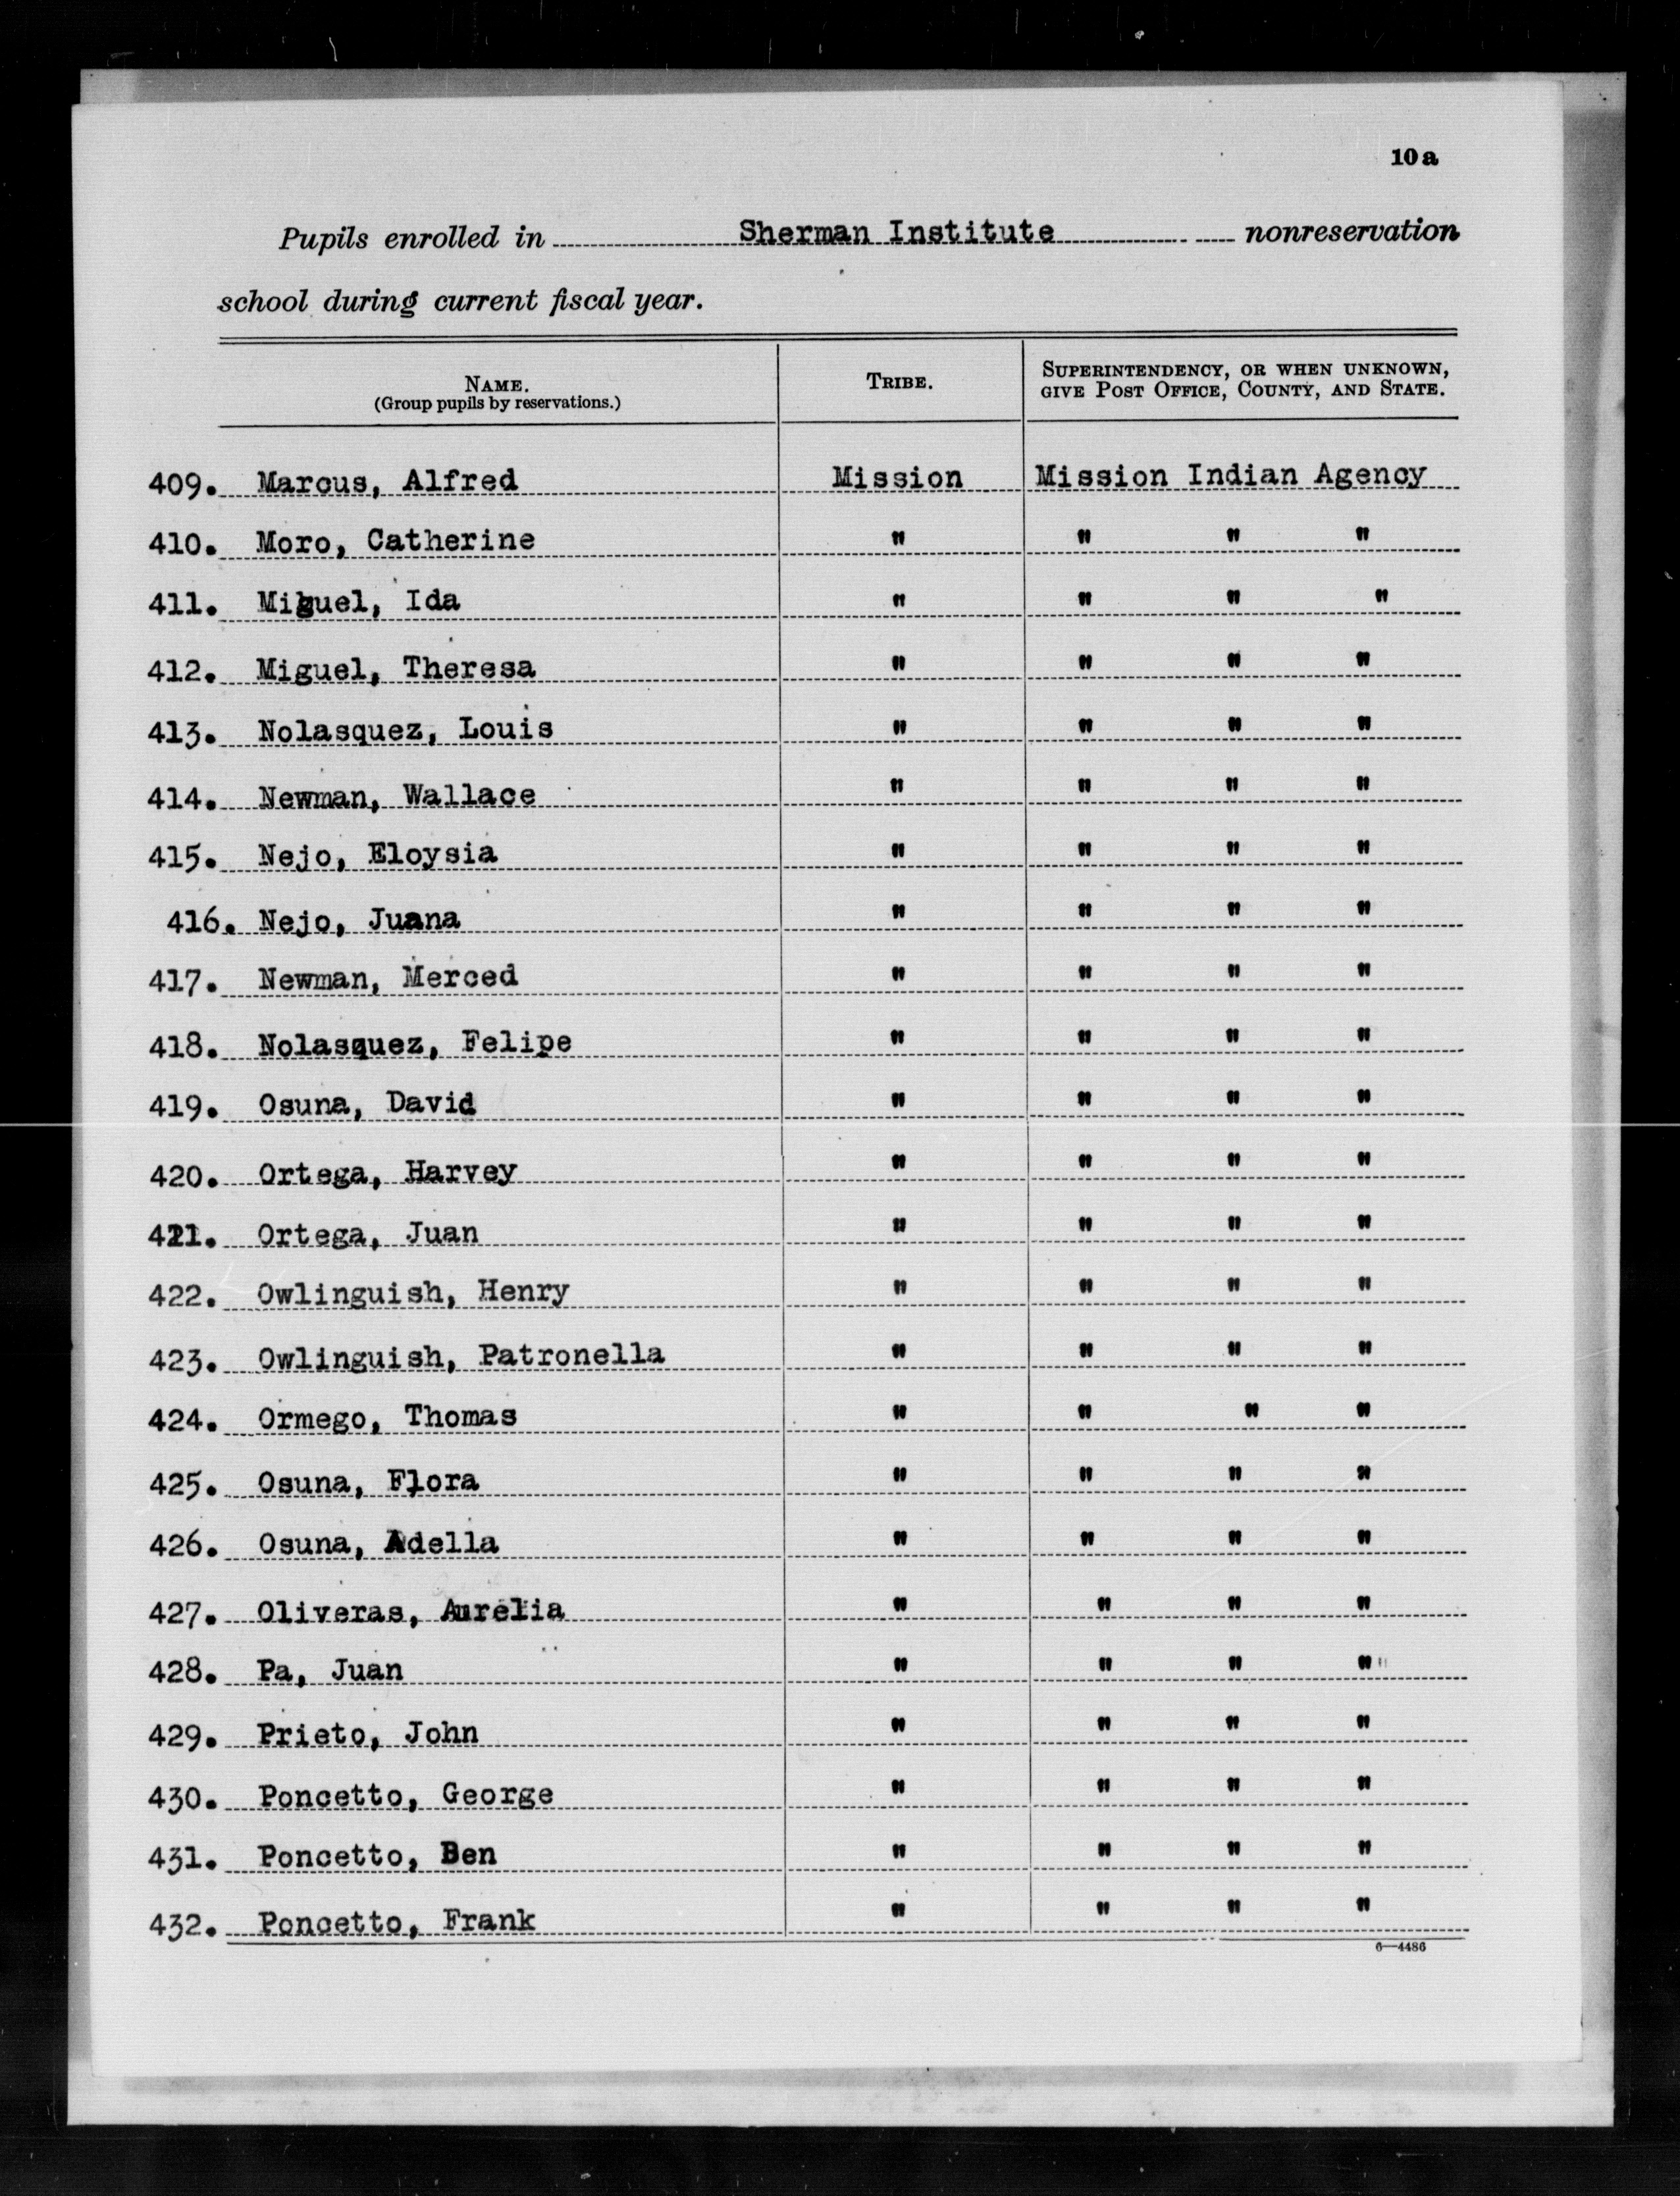 10a
Pupils enrolled in Sherman Institute nonreservation
school during current fiscal year.
NAME.
(Group pupils by reservations.)
TRIBE.
SUPERINTENDENCY, OR WHEN UNKNOWN,
GIVE POST OFFICE, COUNTY, AND STATE.
409. Marcus, Alfred Mission Mission Indian Agency
410. Moro, Catherine " " " "
411. Miguel, Ida " " " "
412. Miguel, Theresa " " " "
413. Nolasquez, Louis " " " "
414. Newman, Wallace " " " "
415. Nejo, Eloysia " " " "
416. Nejo, Juana " " " "
417. Newman, Merced " " " "
418. Nolasquez, Felipe " " " "
419. Osuna, David " " " "
420. Ortega, Harvey " " " "
421. Ortega, Juan " " " "
422. Owlinguish, Henry " " " "
423. Owlinguish, Patronella " " " "
424. Ormego, Thomas " " " "
425. Osuna, Flora " " " "
426. Osuna, Adella " " " "
427. Oliveras, Aurelia " " " "
428. Pa, Juan " " " "
429. Prieto, John " " " "
430. Poncetto, George " " " "
431. Poncetto, Ben " " " "
432. Poncetto, Frank " " " "
6—4486